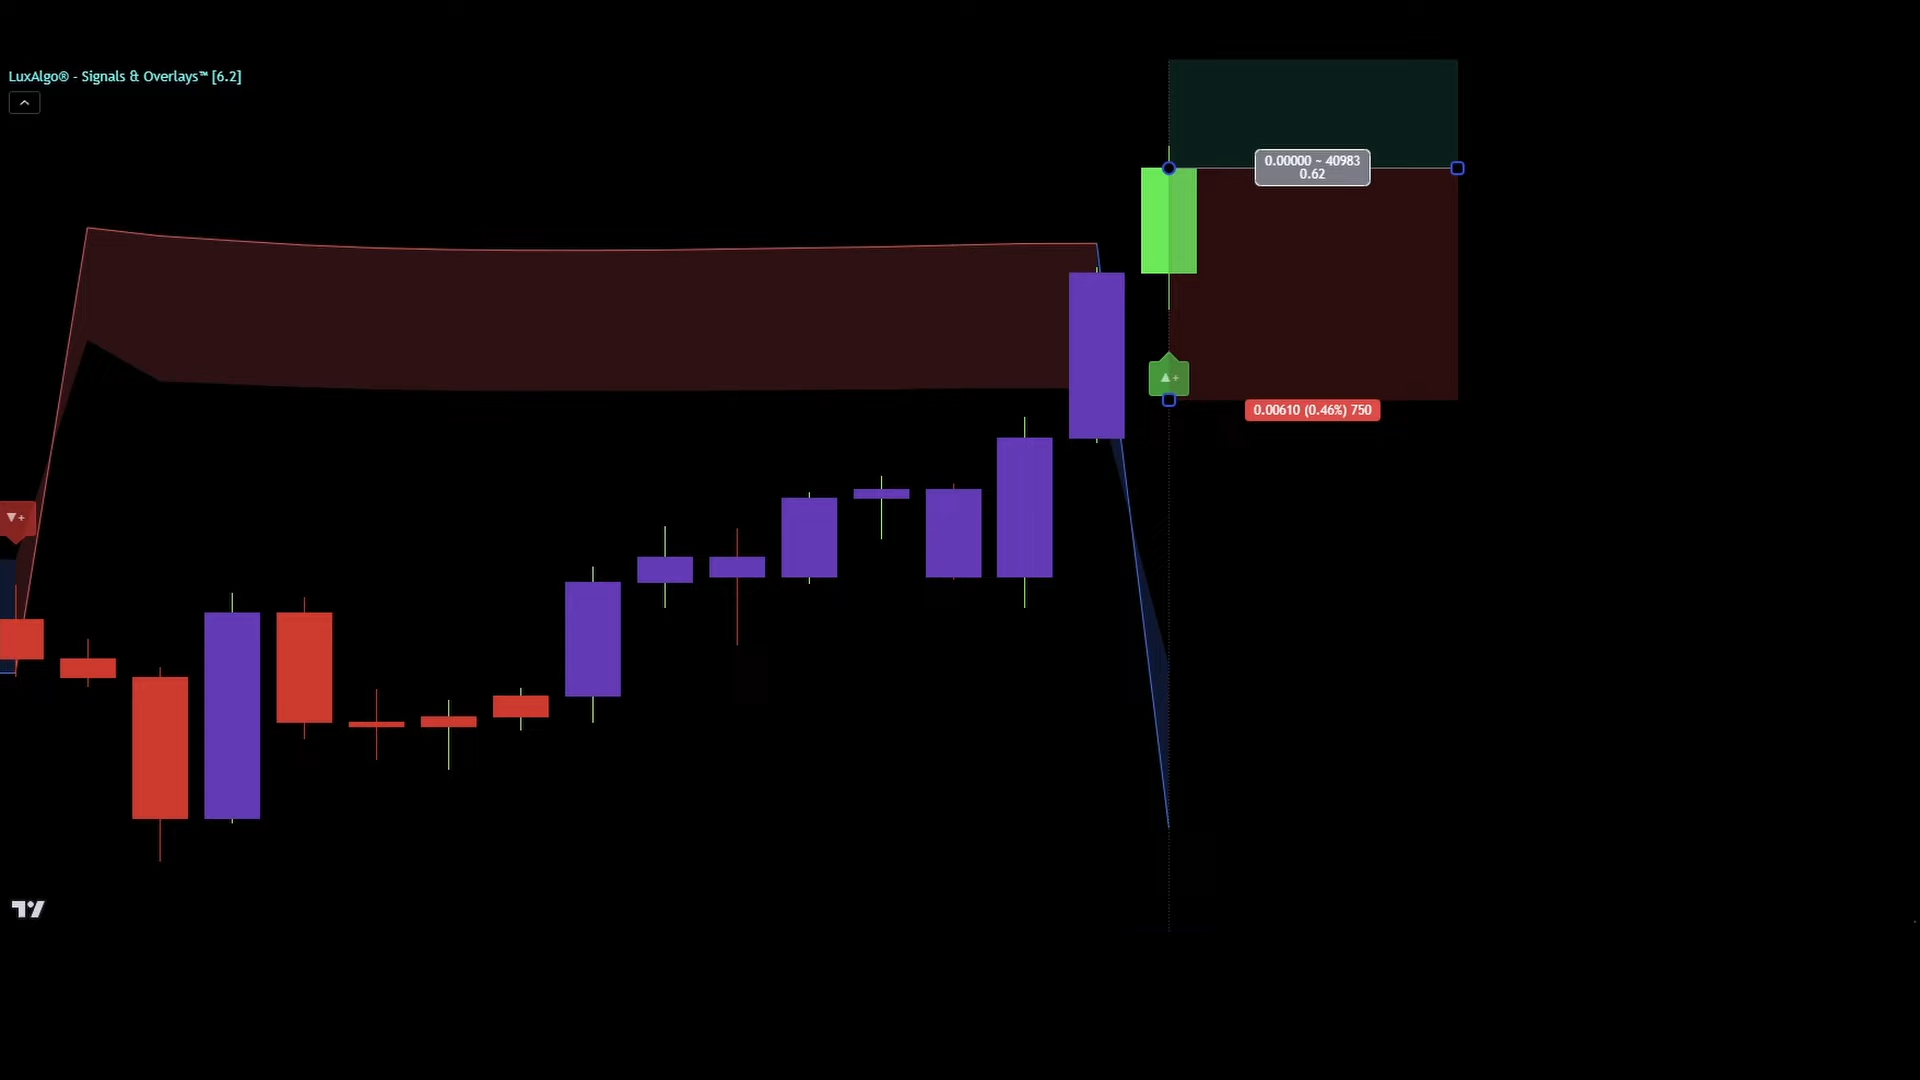 LuxAlgo® - Signals & Overlays™ [6.2]
0.00000 ~ 40983
0.62
▲+
0.00610 (0.46%) 750
▼+